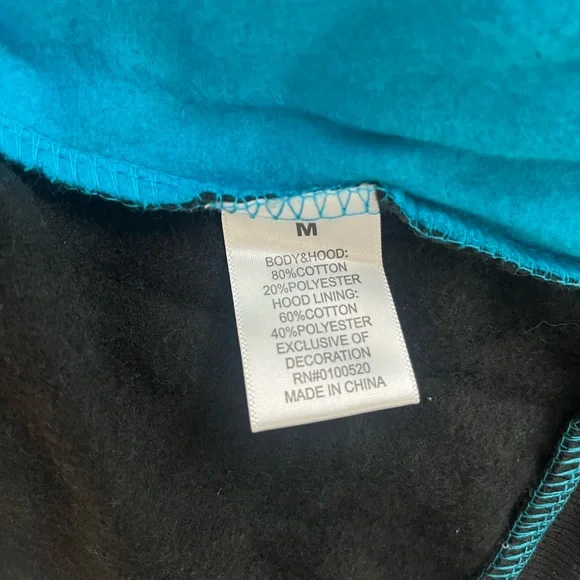 M
BODY&HOOD:
80%COTTON
20%POLYESTER
HOOD LINING:
60%COTTON
40%POLYESTER
EXCLUSIVE OF
DECORATION
RN#0100520
MADE IN CHINA